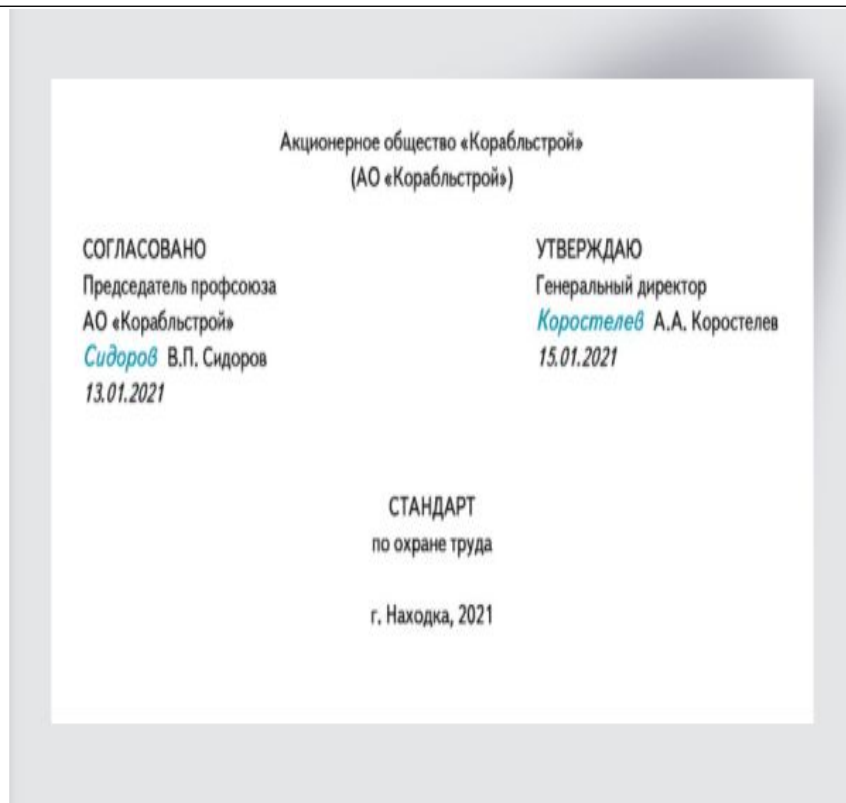 Акционерное общество «Корабльстрой»
(АО «Корабльстрой»)
СОГЛАСОВАНО
Председатель профсоюза
АО «Корабльстрой»
Сидоров В.П. Сидоров
13.01.2021
УТВЕРЖДАЮ
Генеральный директор
Коростелев А.А. Коростелев
15.01.2021
СТАНДАРТ
по охране труда
г. Находка, 2021